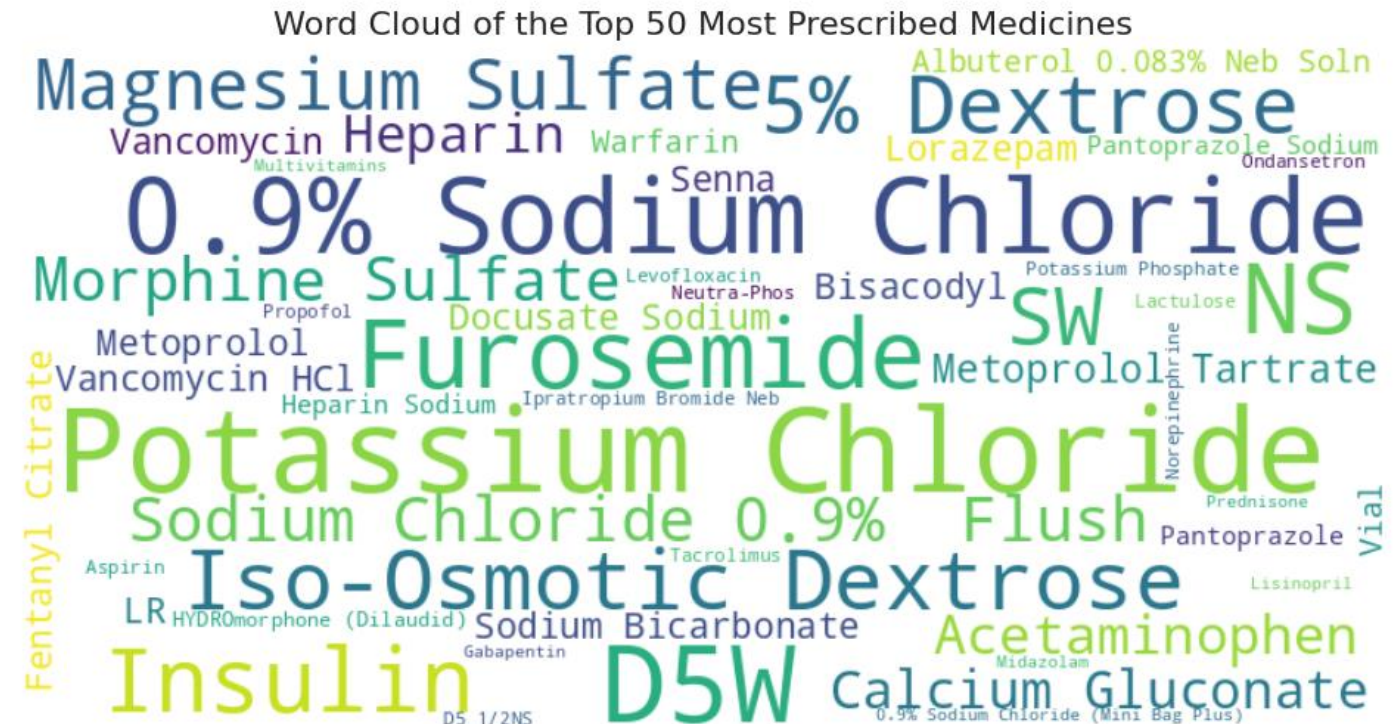 Word Cloud of the Top 50 Most Prescribed Medicines
Albuterol 0.083% Neb Soln
Magnesium Sulfate
5% Dextrose
Vancomycin
Heparin
Warfarin
Lorazepam
Pantoprazole Sodium
Multivitamins
Ondansetron
Senna
0.9% Sodium Chloride
Morphine Sulfate
Levofloxacin
Potassium Phosphate
NS
Neutra-Phos
Bisacodyl
SW
Lactulose
Propofol
Docusate Sodium
Metoprolol
Furosemide
Norepinephrine
Metoprolol Tartrate
Vancomycin HCl
Fentanyl Citrate
Heparin Sodium
Ipratropium Bromide Neb
Potassium Chloride
Sodium Chloride 0.9% Flush
Prednisone
Vial
Pantoprazole
Tacrolimus
Aspirin
Iso-Osmotic Dextrose
Lisinopril
LR
HYDROmorphone (Dilaudid)
Sodium Bicarbonate
Acetaminophen
Gabapentin
Insulin
D5W
Midazolam
Calcium Gluconate
D5 1/2NS
0.9% Sodium Chloride (Mini Bag Plus)